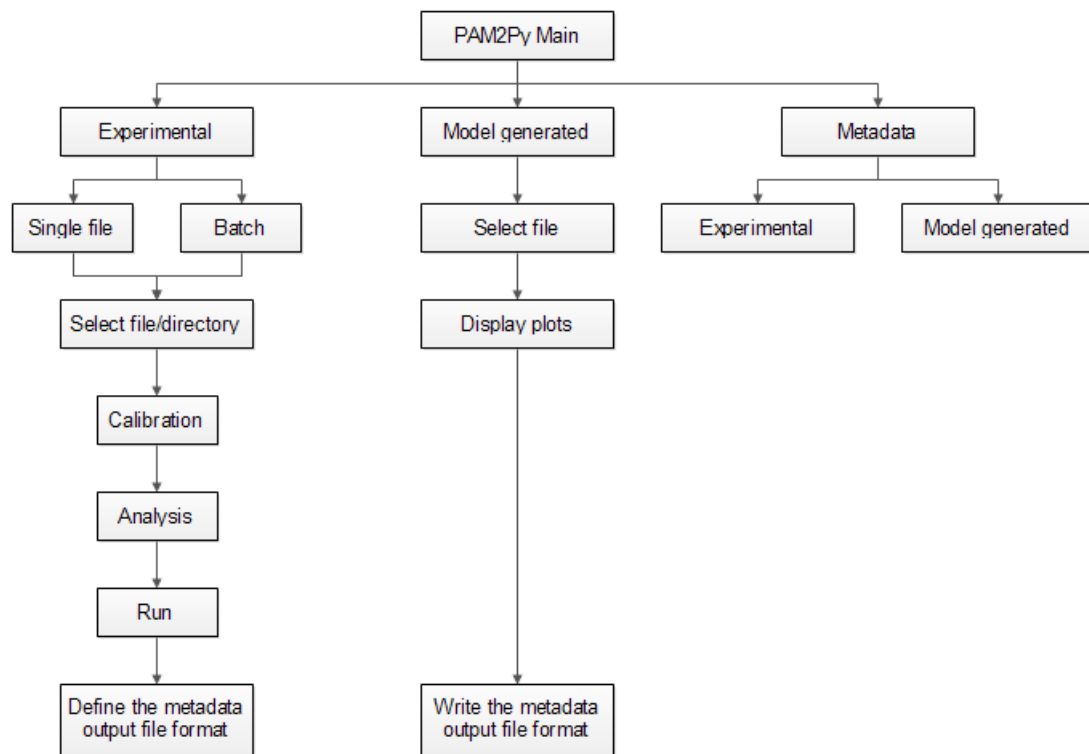 PAM2Py Main
Experimental
Model generated
Metadata
Single file
Batch
Select file
Experimental
Model generated
Select file/directory
Display plots
Calibration
Analysis
Run
Define the metadata
output file format
Write the metadata
output file format